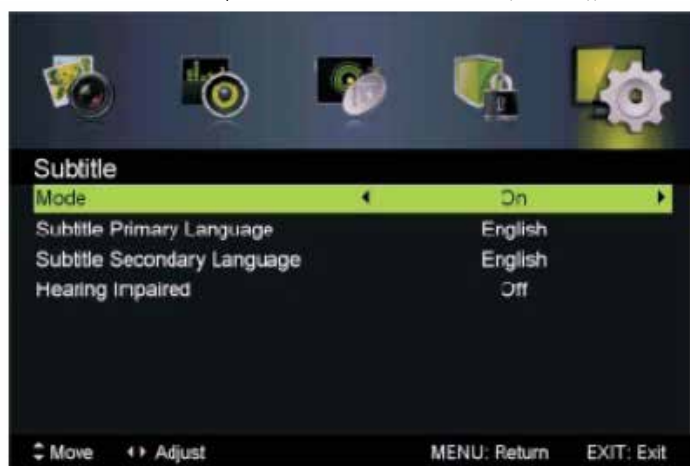 Subtitle
Mode On
Subtitle Primary Language English
Subtitle Secondary Language English
Hearing Impaired Off
Move Adjust MENU: Return EXIT: Exit